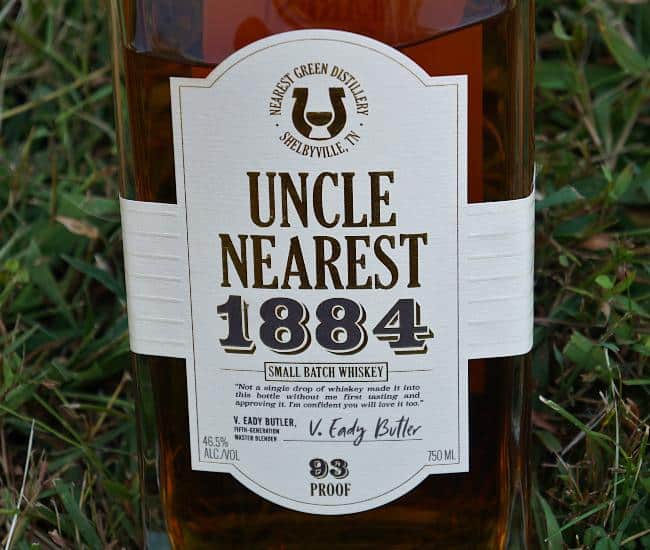 NEAREST GREEN DISTILLERY
· SHELBYVILLE, TN ·
UNCLE
NEAREST
1884
SMALL BATCH WHISKEY
"Not a single drop of whiskey made it into
this bottle without me first tasting and
approving it. I'm confident you will love it too."
V. EADY BUTLER,
FIFTH-GENERATION
MASTER BLENDER
V. Eady Butler
46.5%
ALC./VOL
93
PROOF
750 ML